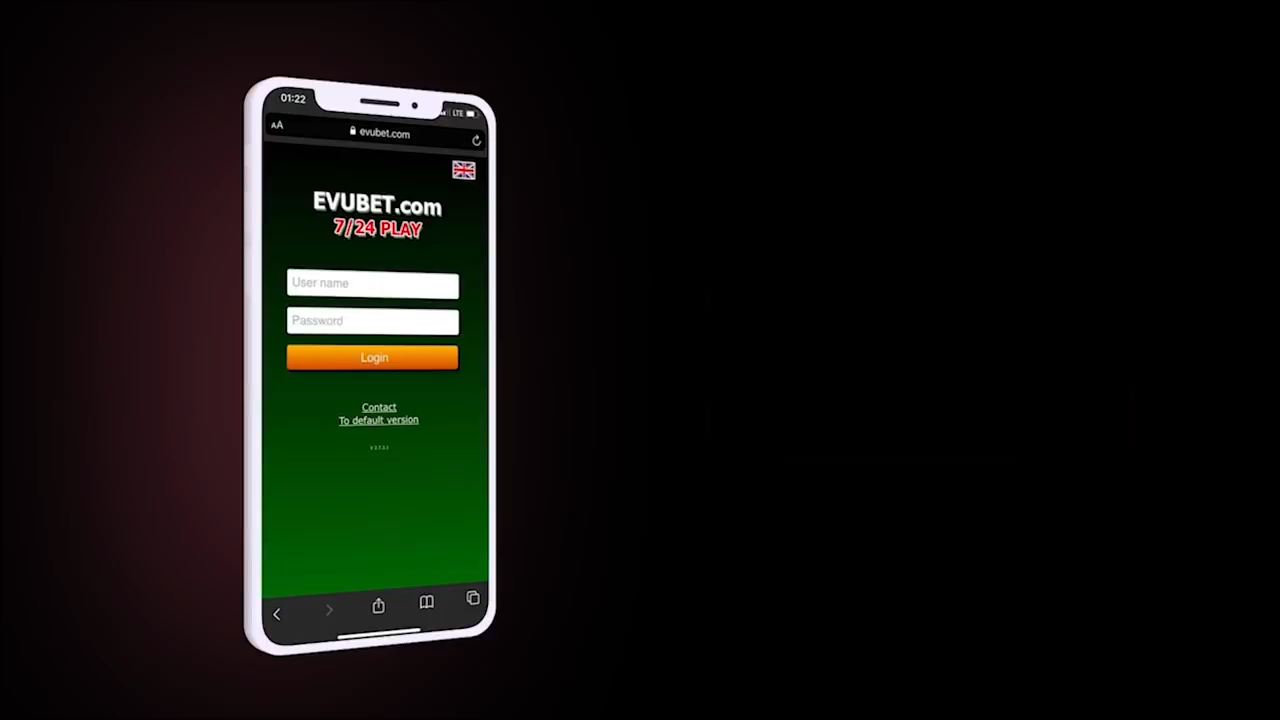 01:22
LTE
AA
evubet.com
EVUBET.com
7/24 PLAY
User name
Password
Login
Contact
To default version